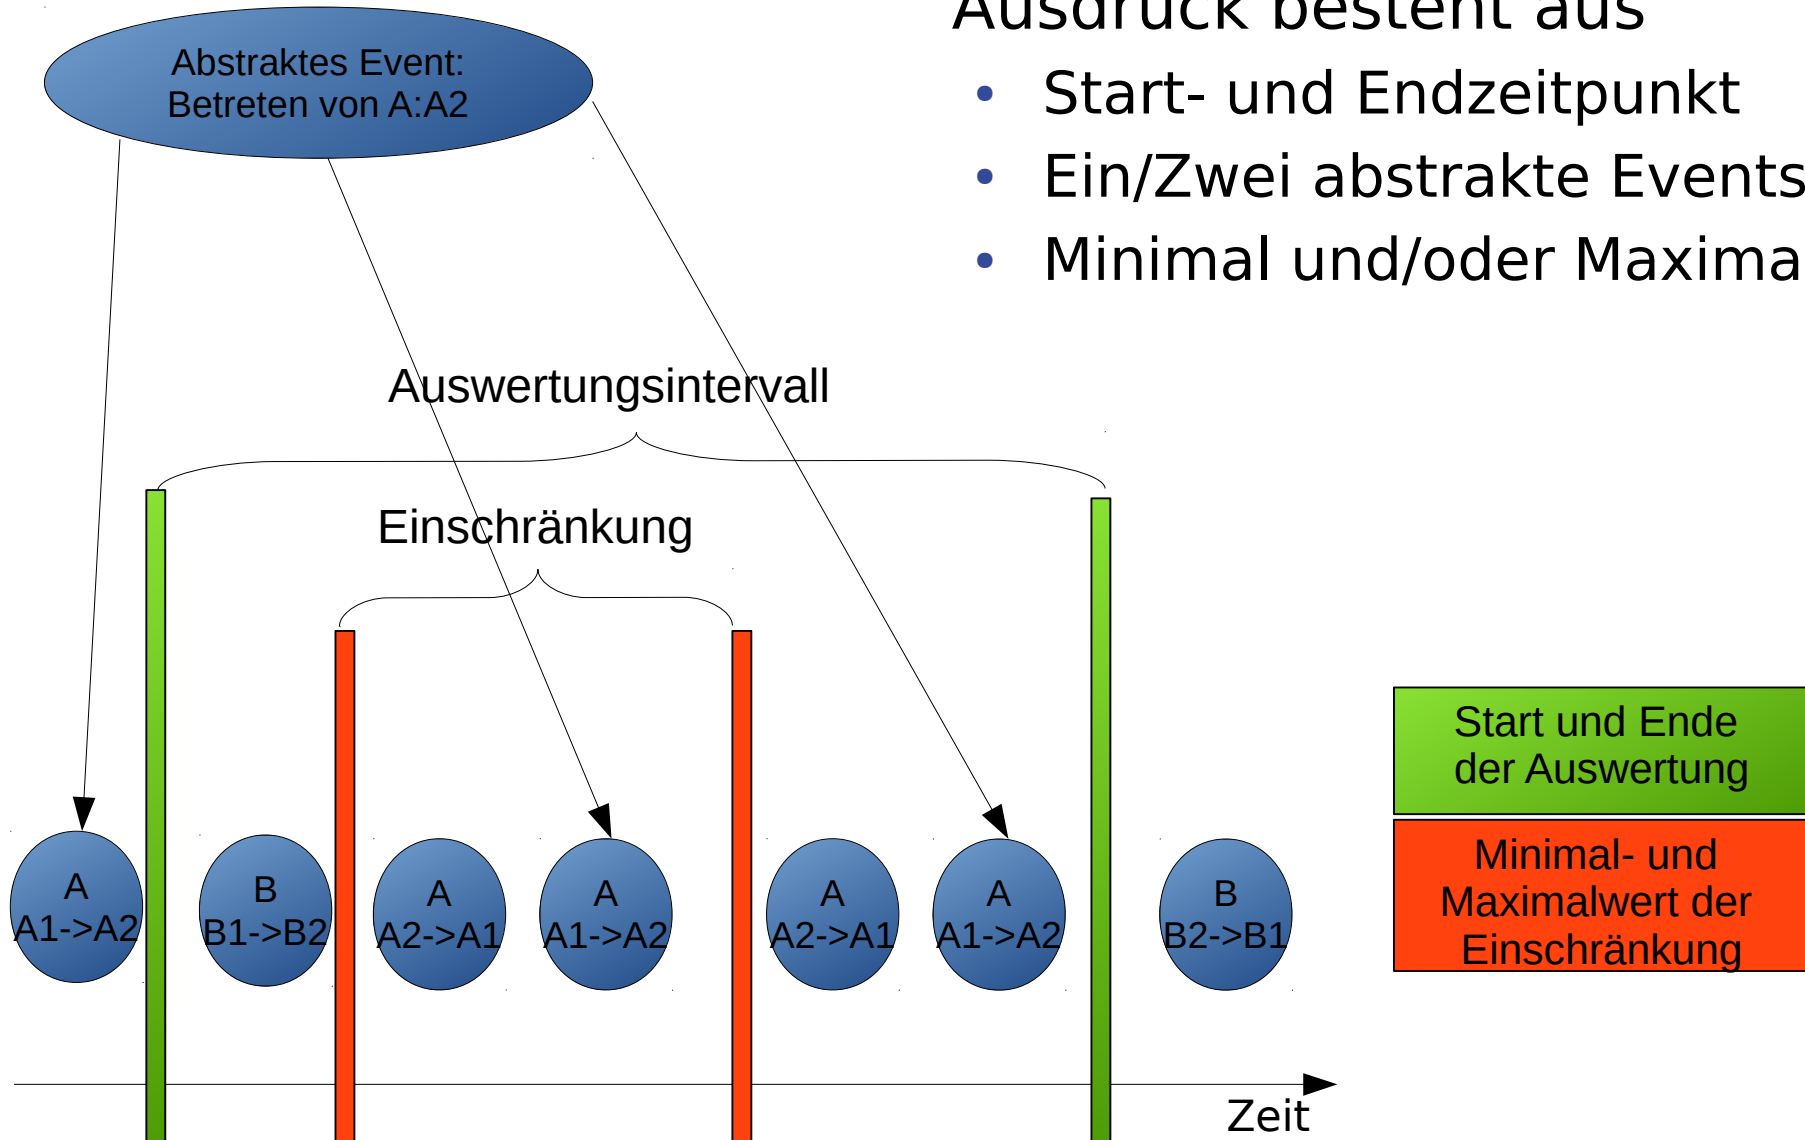 Ausdruck besteht aus
• Start- und Endzeitpunkt
• Ein/Zwei abstrakte Events
• Minimal und/oder Maxima
Abstraktes Event:
Betreten von A:A2
Auswertungsintervall
Einschränkung
A
A1->A2
B
B1->B2
A
A2->A1
A
A1->A2
A
A2->A1
A
A1->A2
B
B2->B1
Zeit
Start und Ende
der Auswertung
Minimal- und
Maximalwert der
Einschränkung